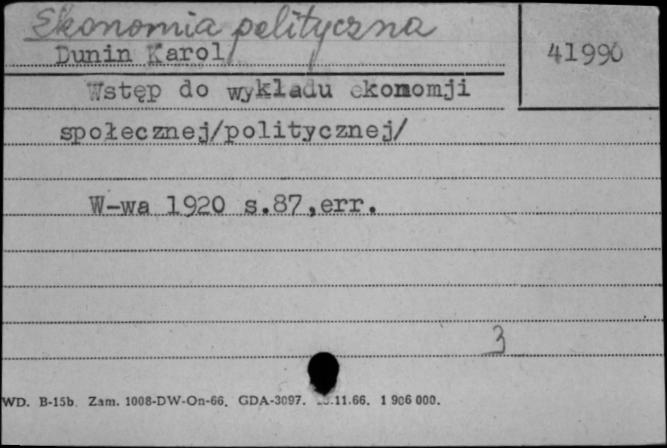 Ekonomia polityczna
Dunin Karol
41990
Wstęp do wykładu ekonomji
społecznej/politycznej/
W-wa 1920 s.87,err.
3
WD. B-15b. Zam. 1008-DW-On-66. GDA-3097. .11.66. 1 906 000.